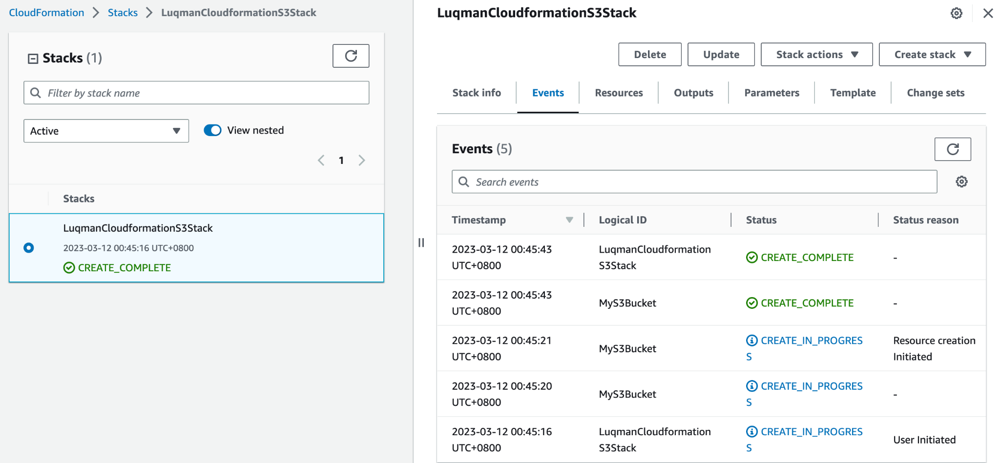 CloudFormation
Stacks
LuqmanCloudformationS3Stack
Stacks (1)
Filter by stack name
Active
View nested
1
Stacks
LuqmanCloudformationS3Stack
2023-03-12 00:45:16 UTC+0800
CREATE_COMPLETE
LuqmanCloudformationS3Stack
Delete
Update
Stack actions
Create stack
Stack info
Events
Resources
Outputs
Parameters
Template
Change sets
Events (5)
Search events
Timestamp
Logical ID
Status
Status reason
2023-03-12 00:45:43
UTC+0800
LuqmanCloudformation
S3Stack
CREATE_COMPLETE
-
2023-03-12 00:45:43
UTC+0800
MyS3Bucket
CREATE_COMPLETE
-
2023-03-12 00:45:21
UTC+0800
MyS3Bucket
CREATE_IN_PROGRES
S
Resource creation
Initiated
2023-03-12 00:45:20
UTC+0800
MyS3Bucket
CREATE_IN_PROGRES
S
-
2023-03-12 00:45:16
UTC+0800
LuqmanCloudformation
S3Stack
CREATE_IN_PROGRES
S
User Initiated